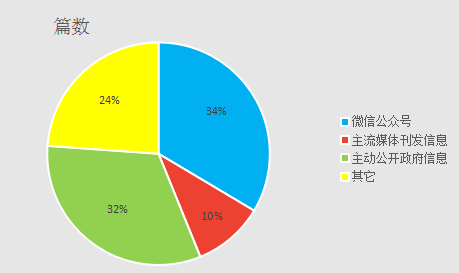 篇数
24%
34%
32%
10%
微信公众号
主流媒体刊发信息
主动公开政府信息
其它